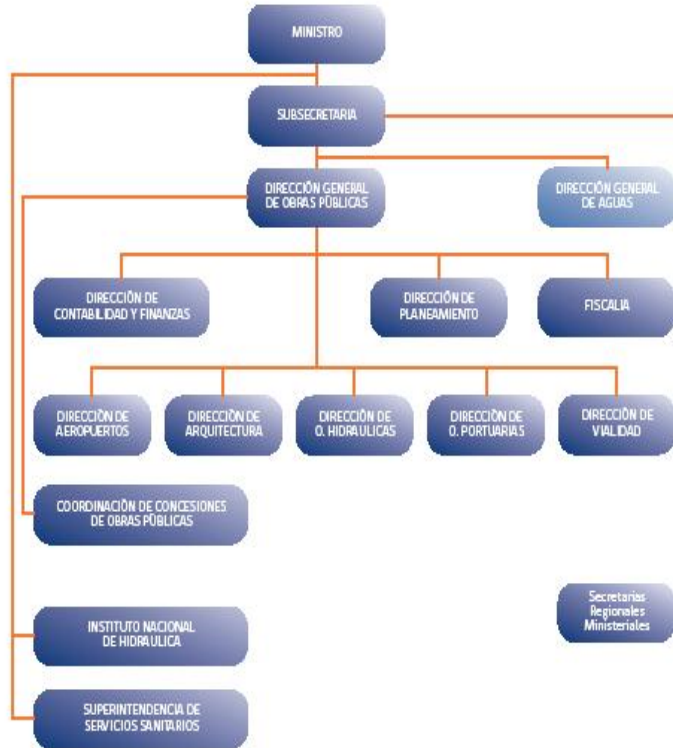 MINISTRO
SUBSECRETARIA
DIRECCIÓN GENERAL
DE OBRAS PÚBLICAS
DIRECCIÓN GENERAL
DE AGUAS
DIRECCIÓN DE
CONTABILIDAD Y FINANZAS
DIRECCIÓN DE
PLANEAMIENTO
FISCALIA
DIRECCIÓN DE
AEROPUERTOS
DIRECCIÓN DE
ARQUITECTURA
DIRECCIÓN DE
O. HIDRAULICAS
DIRECCIÓN DE
O. PORTUARIAS
DIRECCIÓN DE
VIALIDAD
COORDINACIÓN DE CONCESIONES
DE OBRAS PÚBLICAS
Secretarias
Regionales
Ministeriales
INSTITUTO NACIONAL
DE HIDRAULICA
SUPERINTENDENCIA DE
SERVICIOS SANITARIOS